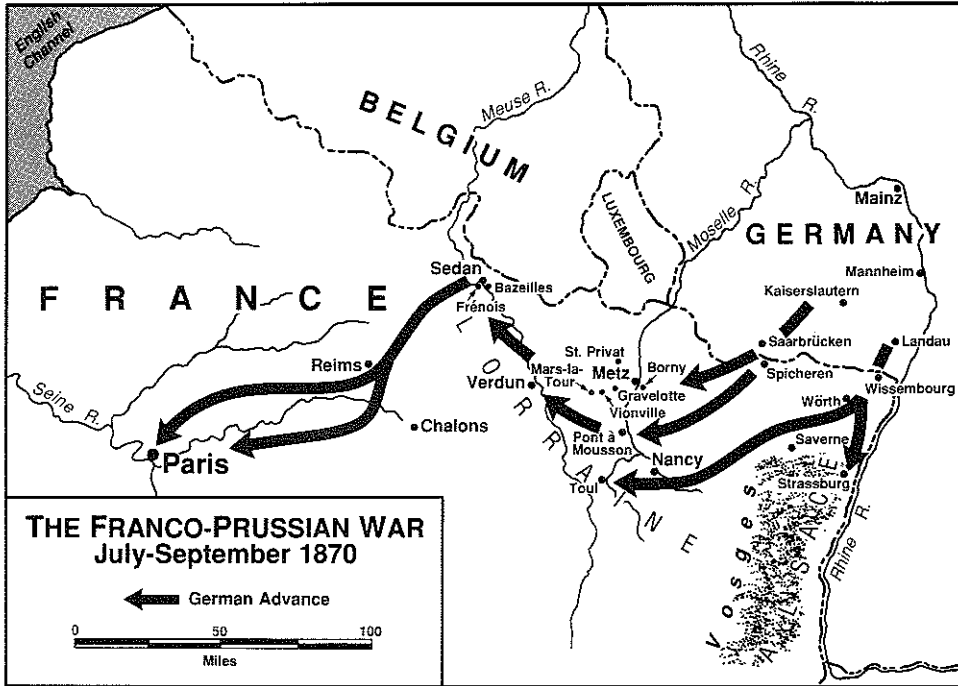 English
Channel
BELGIUM
Meuse R.
Rhine R.
LUXEMBOURG
Moselle R.
Mainz
GERMANY
Mannheim
Kaiserslautern
Sedan
Bazeilles
Frénois
FRANCE
LORRAINE
Saarbrücken
Landau
St. Privat
Borny
Spicheren
Reims
Metz
Mars-la-
Tour
Gravelotte
Wissembourg
Verdun
Vionville
Wörth
Seine R.
Chalons
Pont à
Mousson
Saverne
Paris
Nancy
Toul
Strassburg
Vosges
ALSACE
Rhine R.
THE FRANCO-PRUSSIAN WAR
July-September 1870
German Advance
0 50 100
Miles